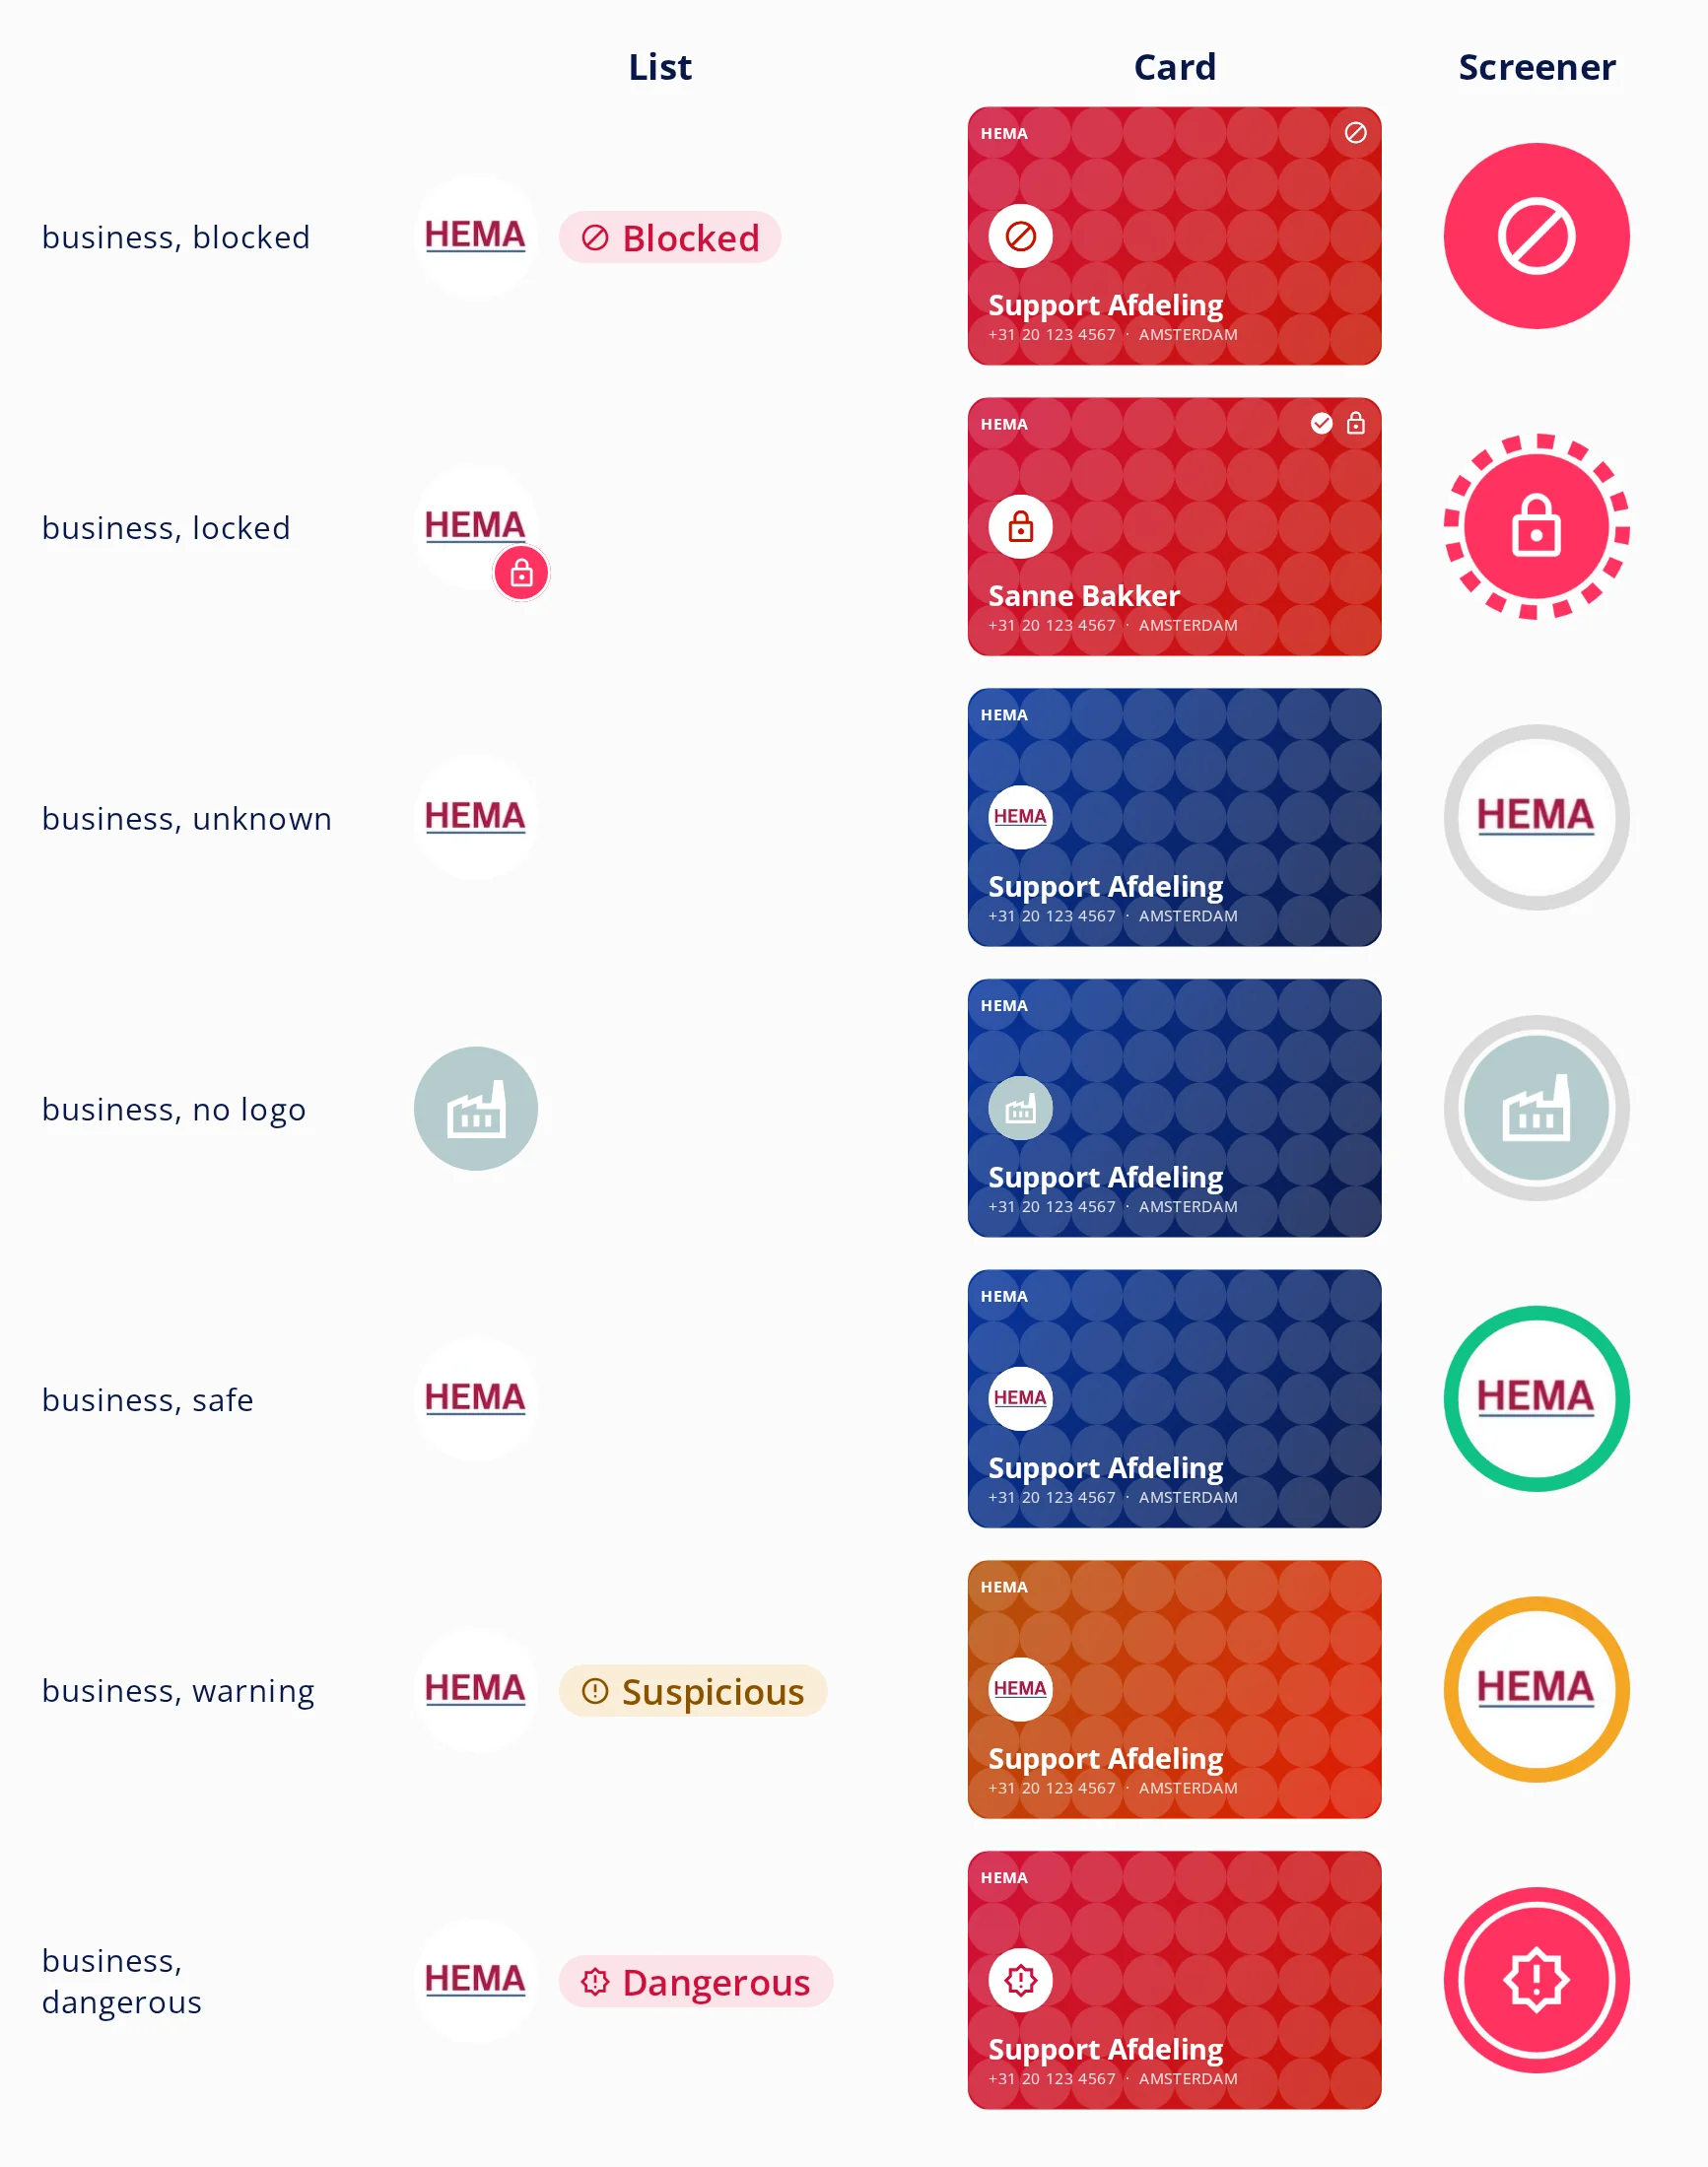 List Card Screener
HEMA
business, blocked HEMA Blocked
Support Afdeling
+31 20 123 4567 · AMSTERDAM
HEMA
business, locked HEMA
Sanne Bakker
+31 20 123 4567 · AMSTERDAM
HEMA
business, unknown HEMA HEMA HEMA
Support Afdeling
+31 20 123 4567 · AMSTERDAM
HEMA
business, no logo
Support Afdeling
+31 20 123 4567 · AMSTERDAM
HEMA
business, safe HEMA HEMA HEMA
Support Afdeling
+31 20 123 4567 · AMSTERDAM
HEMA
business, warning HEMA Suspicious HEMA HEMA
Support Afdeling
+31 20 123 4567 · AMSTERDAM
HEMA
business,
dangerous
HEMA Dangerous
Support Afdeling
+31 20 123 4567 · AMSTERDAM